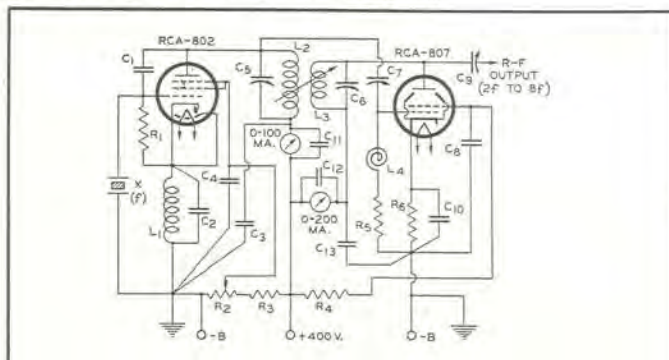 RCA-802
RCA-807
L2
C1
C5
C7
C9
R-F
OUTPUT
(2f TO 8f)
C6
L3
R1
0-100
MA.
C11
C8
X
(f)
C4
C12
L4
L1
C2
C3
0-200
MA.
R5
R6
C10
C13
R2
R3
R4
-B
+400 V.
-B